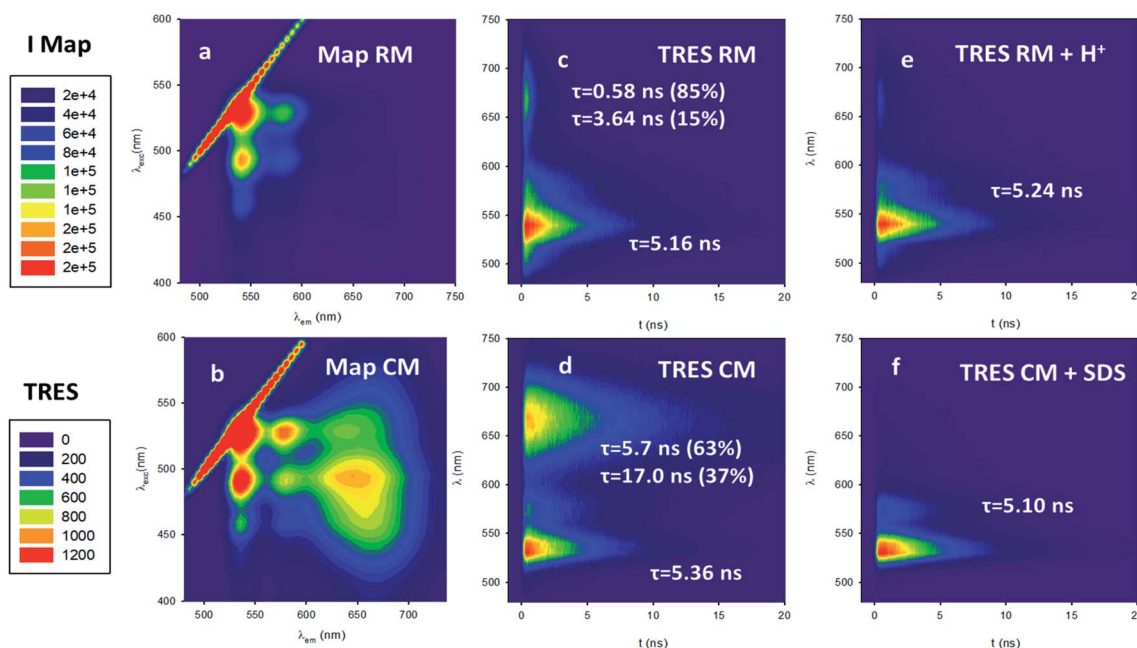 I Map
2e+4
4e+4
6e+4
8e+4
1e+5
1e+5
1e+5
2e+5
2e+5
2e+5
TRES
0
200
400
600
800
1000
1200
a
Map RM
600
550
500
450
400
λexc(nm)
500 550 600 650 700 750
λem (nm)
b
Map CM
600
550
500
450
400
λexc(nm)
500 550 600 650 700
λem (nm)
c
TRES RM
τ=0.58 ns (85%)
τ=3.64 ns (15%)
τ=5.16 ns
750
700
650
600
550
500
0 5 10 15 20
t (ns)
d
TRES CM
τ=5.7 ns (63%)
τ=17.0 ns (37%)
τ=5.36 ns
750
700
650
600
550
500
0 5 10 15 20
t (ns)
e
TRES RM + H⁺
τ=5.24 ns
750
700
650
600
550
500
λ (nm)
0 5 10 15 20
t (ns)
f
TRES CM + SDS
τ=5.10 ns
750
700
650
600
550
500
λ (nm)
0 5 10 15 20
t (ns)